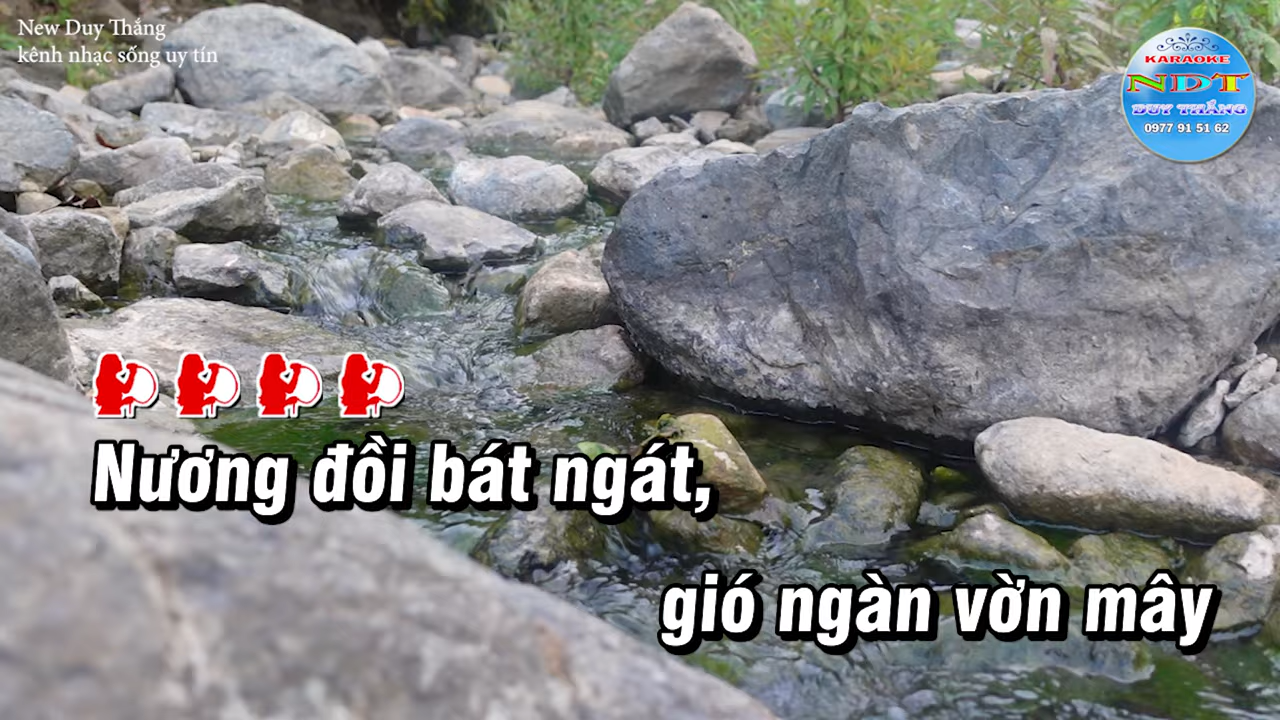 New Duy Thắng
kênh nhạc sống uy tín
KARAOKE
NDT
DUY THẮNG
0977 91 51 62
Nương đồi bát ngát,
gió ngàn vờn mây